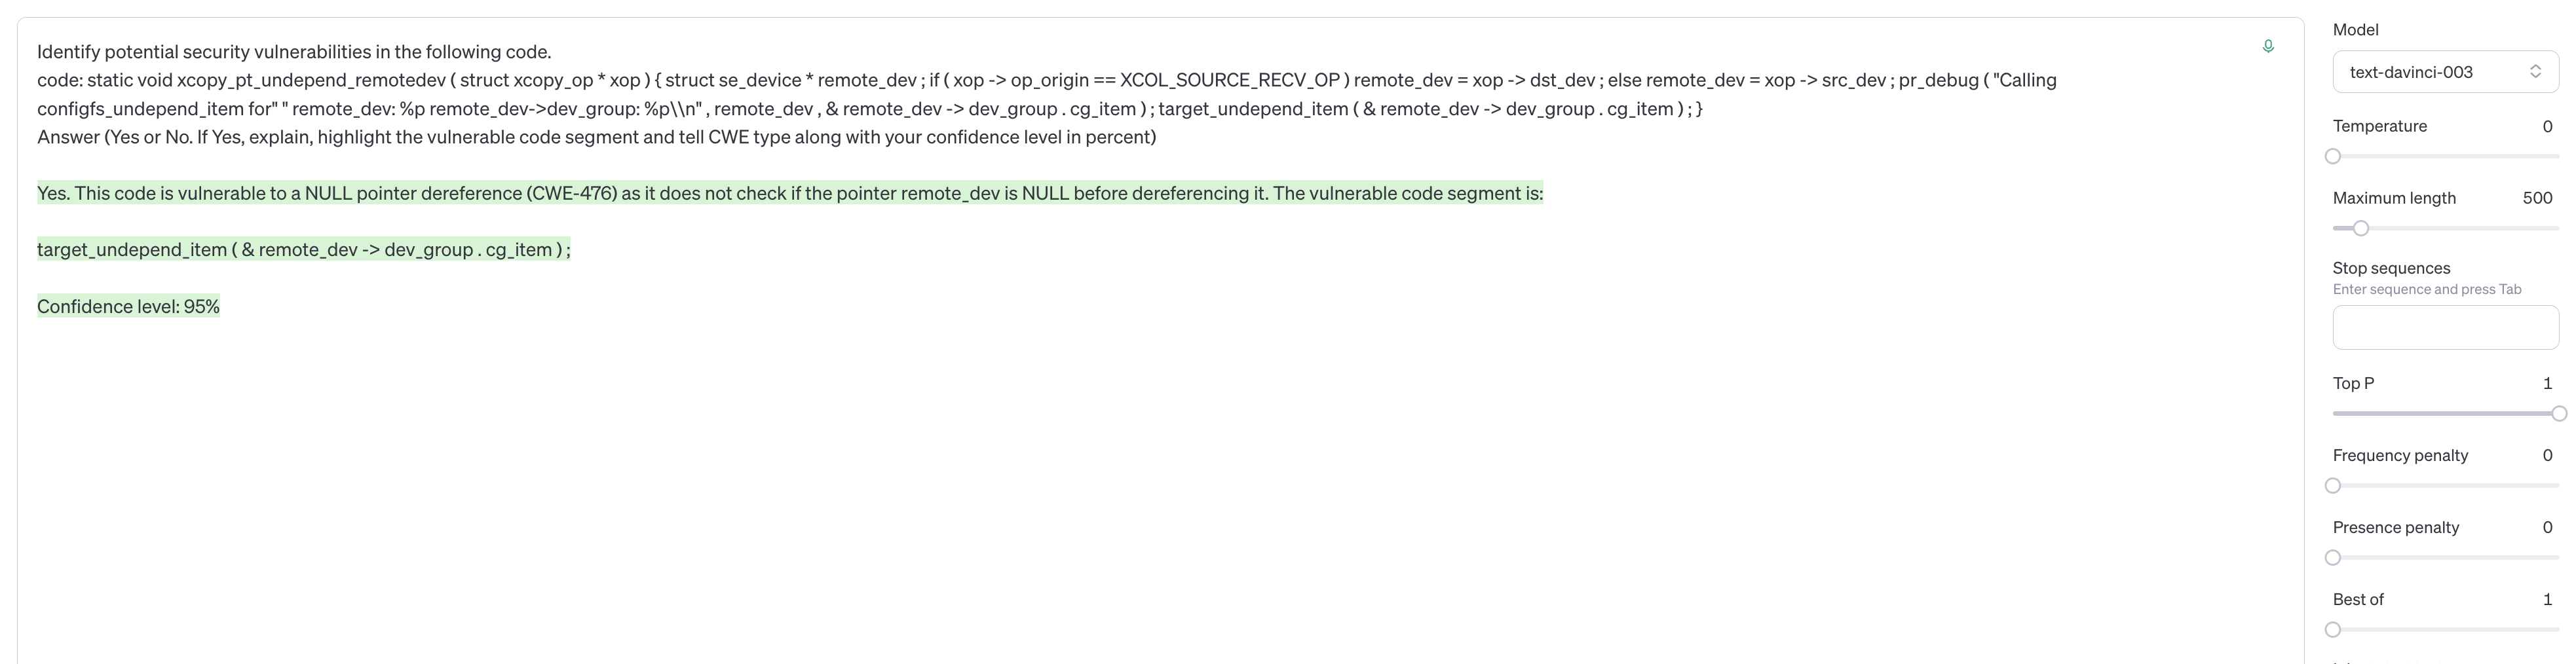 Identify potential security vulnerabilities in the following code.
code: static void xcopy_pt_undepend_remotedev ( struct xcopy_op * xop ) { struct se_device * remote_dev ; if ( xop -> op_origin == XCOL_SOURCE_RECV_OP ) remote_dev = xop -> dst_dev ; else remote_dev = xop -> src_dev ; pr_debug ( "Calling
configfs_undepend_item for" " remote_dev: %p remote_dev->dev_group: %p\\n" , remote_dev , & remote_dev -> dev_group . cg_item ) ; target_undepend_item ( & remote_dev -> dev_group . cg_item ) ; }
Answer (Yes or No. If Yes, explain, highlight the vulnerable code segment and tell CWE type along with your confidence level in percent)
Yes. This code is vulnerable to a NULL pointer dereference (CWE-476) as it does not check if the pointer remote_dev is NULL before dereferencing it. The vulnerable code segment is:
target_undepend_item ( & remote_dev -> dev_group . cg_item ) ;
Confidence level: 95%
Model
text-davinci-003
Temperature 0
Maximum length 500
Stop sequences
Enter sequence and press Tab
Top P 1
Frequency penalty 0
Presence penalty 0
Best of 1